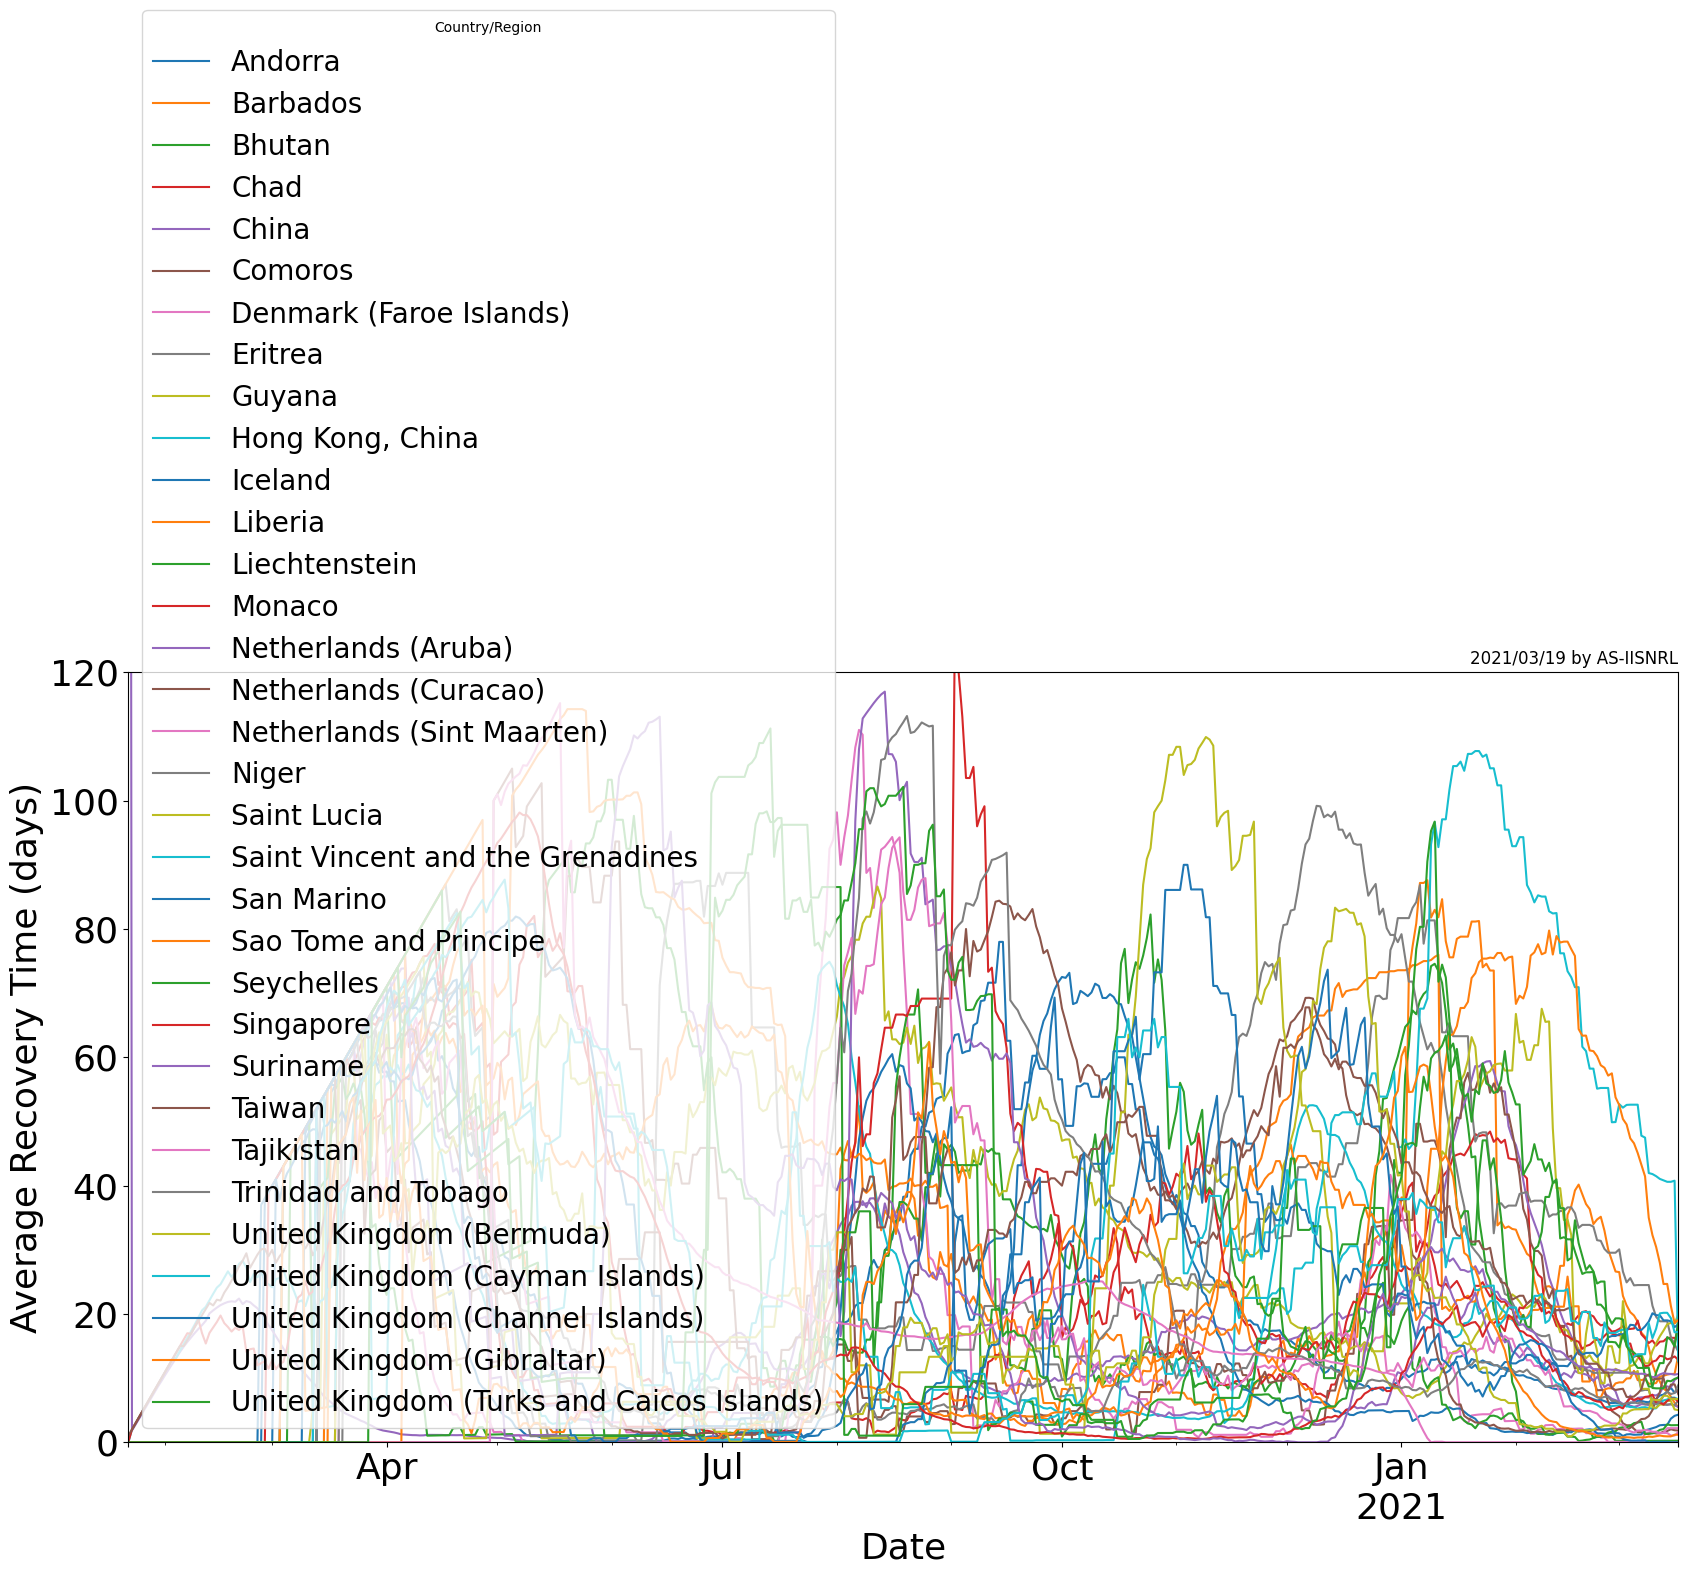 Country/Region
Andorra
Barbados
Bhutan
Chad
China
Comoros
Denmark (Faroe Islands)
Eritrea
Guyana
Hong Kong, China
Iceland
Liberia
Liechtenstein
Monaco
Netherlands (Aruba)
Netherlands (Curacao)
Netherlands (Sint Maarten)
Niger
Saint Lucia
Saint Vincent and the Grenadines
San Marino
Sao Tome and Principe
Seychelles
Singapore
Suriname
Taiwan
Tajikistan
Trinidad and Tobago
United Kingdom (Bermuda)
United Kingdom (Cayman Islands)
United Kingdom (Channel Islands)
United Kingdom (Gibraltar)
United Kingdom (Turks and Caicos Islands)
2021/03/19 by AS-IISNRL
120
100
80
60
40
20
0
Average Recovery Time (days)
Apr
Jul
Oct
Jan
2021
Date